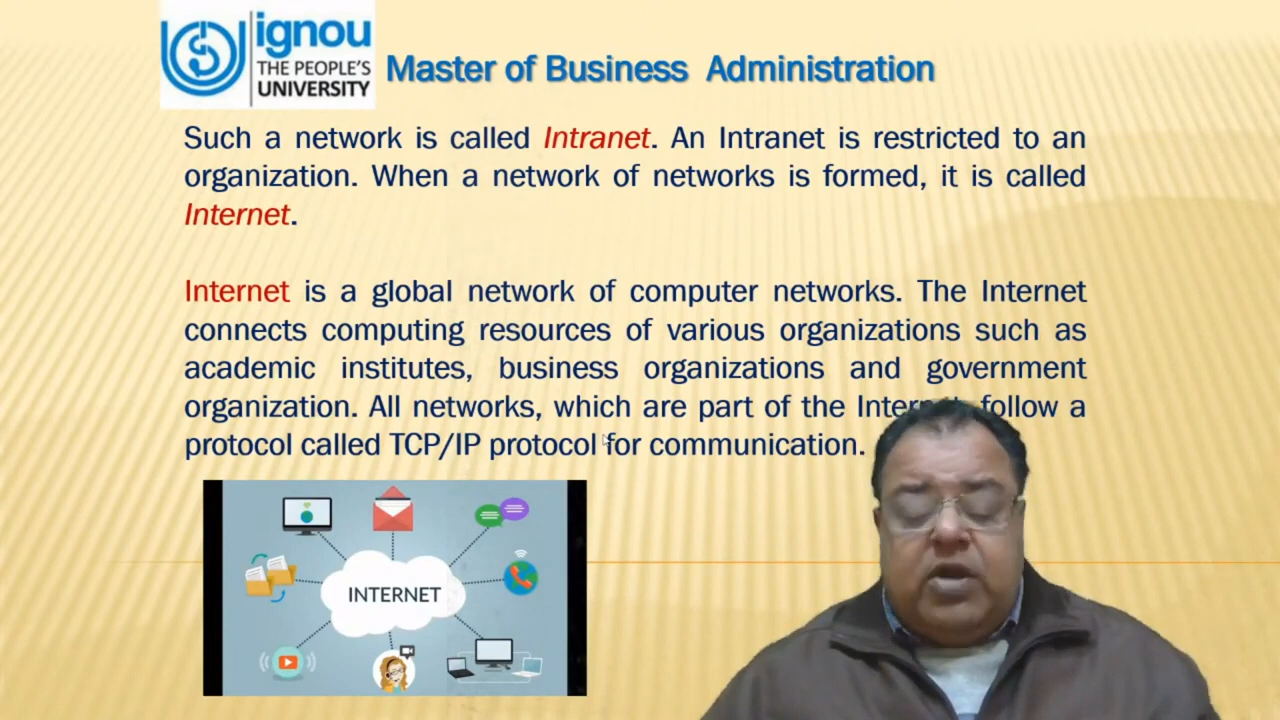 ignou
THE PEOPLE'S
UNIVERSITY
Master of Business Administration
Such a network is called Intranet. An Intranet is restricted to an
organization. When a network of networks is formed, it is called
Internet.
Internet is a global network of computer networks. The Internet
connects computing resources of various organizations such as
academic institutes, business organizations and government
organization. All networks, which are part of the Internet, follow a
protocol called TCP/IP protocol for communication.
INTERNET